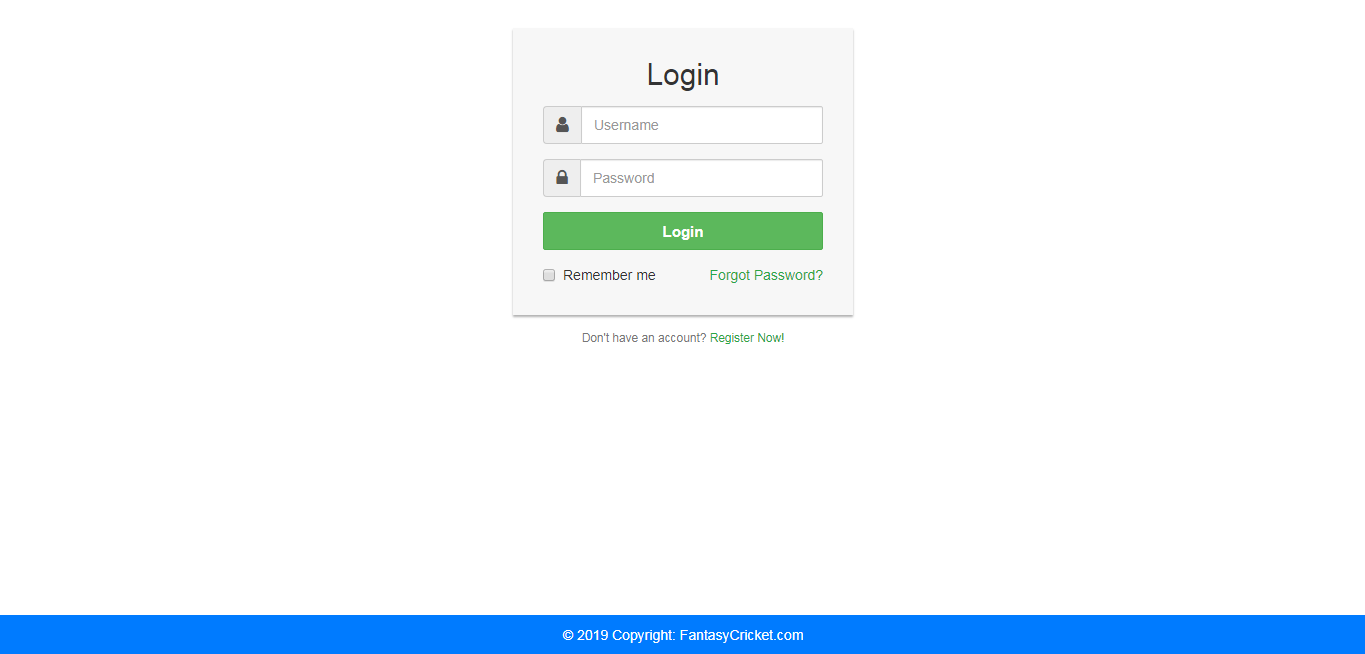 Login
Username
Password
Login
Remember me Forgot Password?
Don't have an account? Register Now!
© 2019 Copyright: FantasyCricket.com